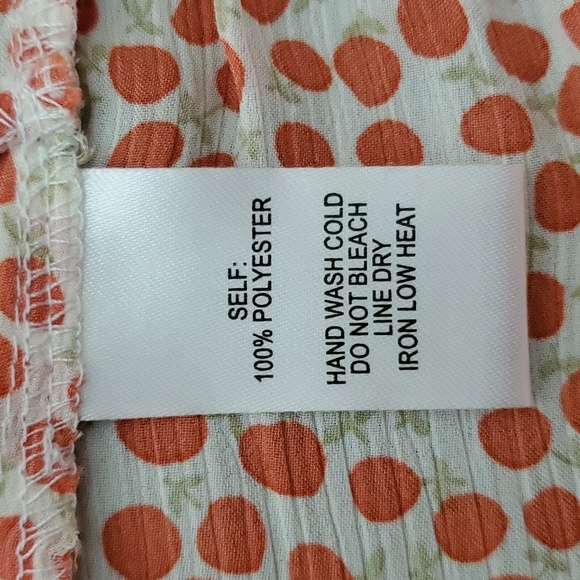 SELF:
100% POLYESTER
HAND WASH COLD
DO NOT BLEACH
LINE DRY
IRON LOW HEAT